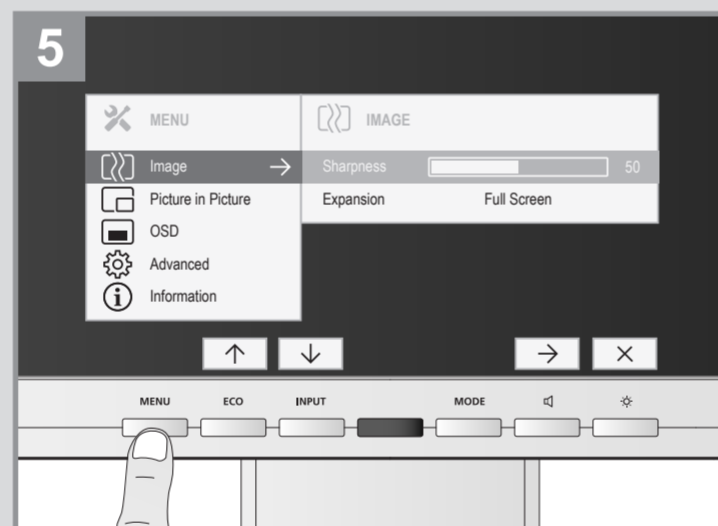 5
MENU
IMAGE
Image
Sharpness
50
Picture in Picture
Expansion
Full Screen
OSD
Advanced
Information
MENU
ECO
INPUT
MODE